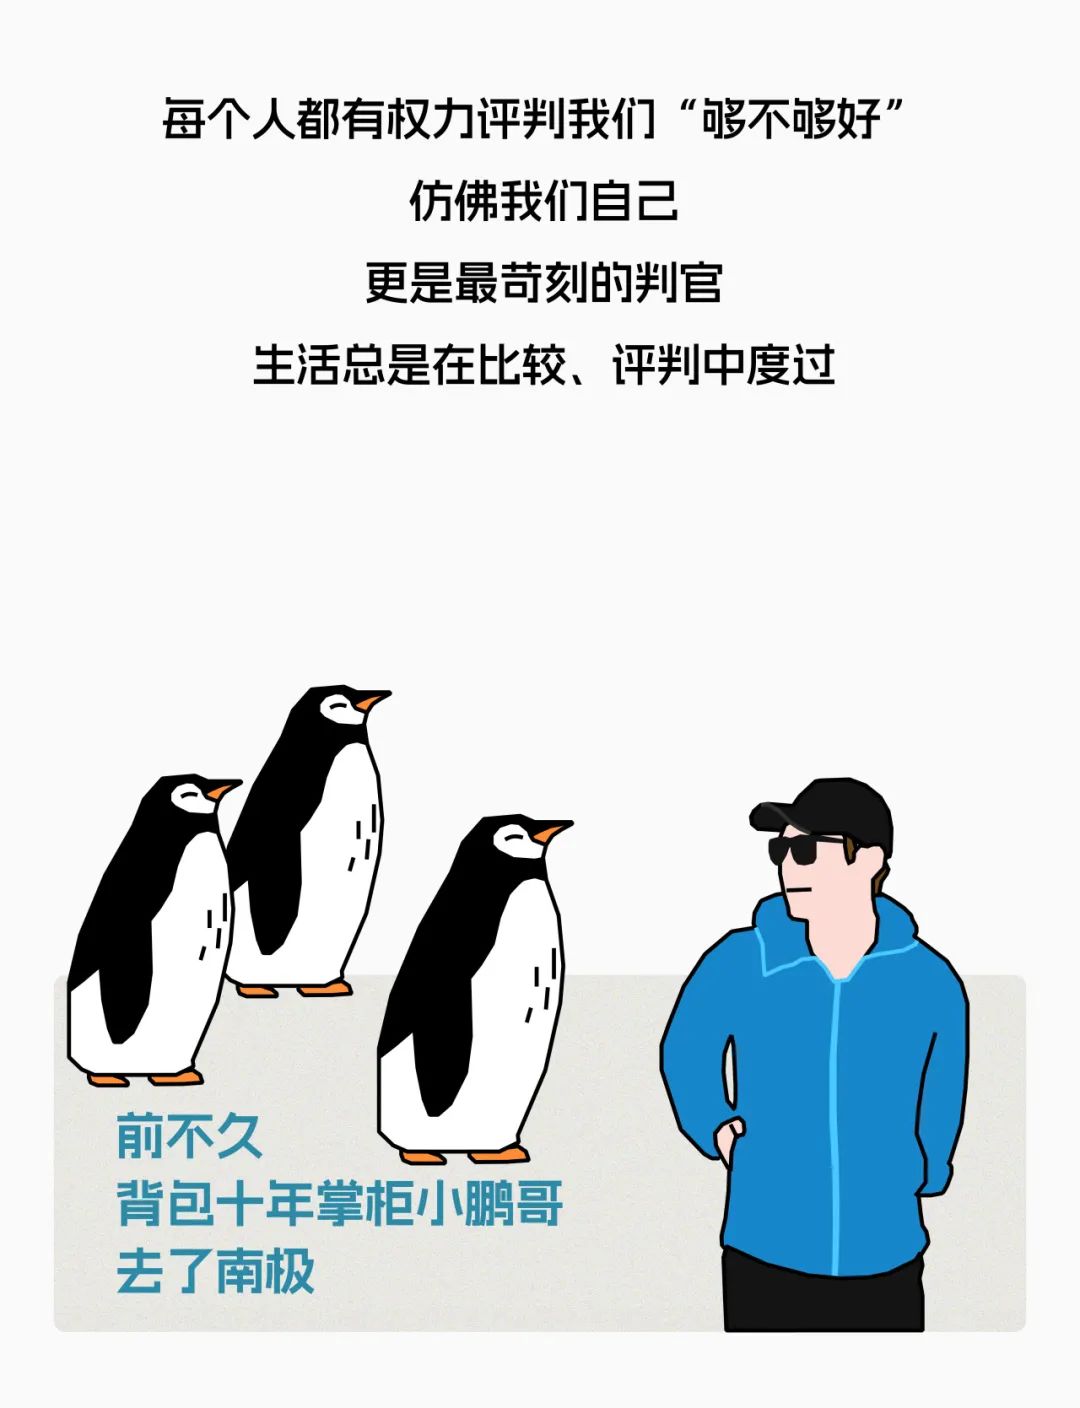 每个人都有权力评判我们“够不够好”
仿佛我们自己
更是最苛刻的判官
生活总是在比较、评判中度过
前不久
背包十年掌柜小鹏哥
去了南极